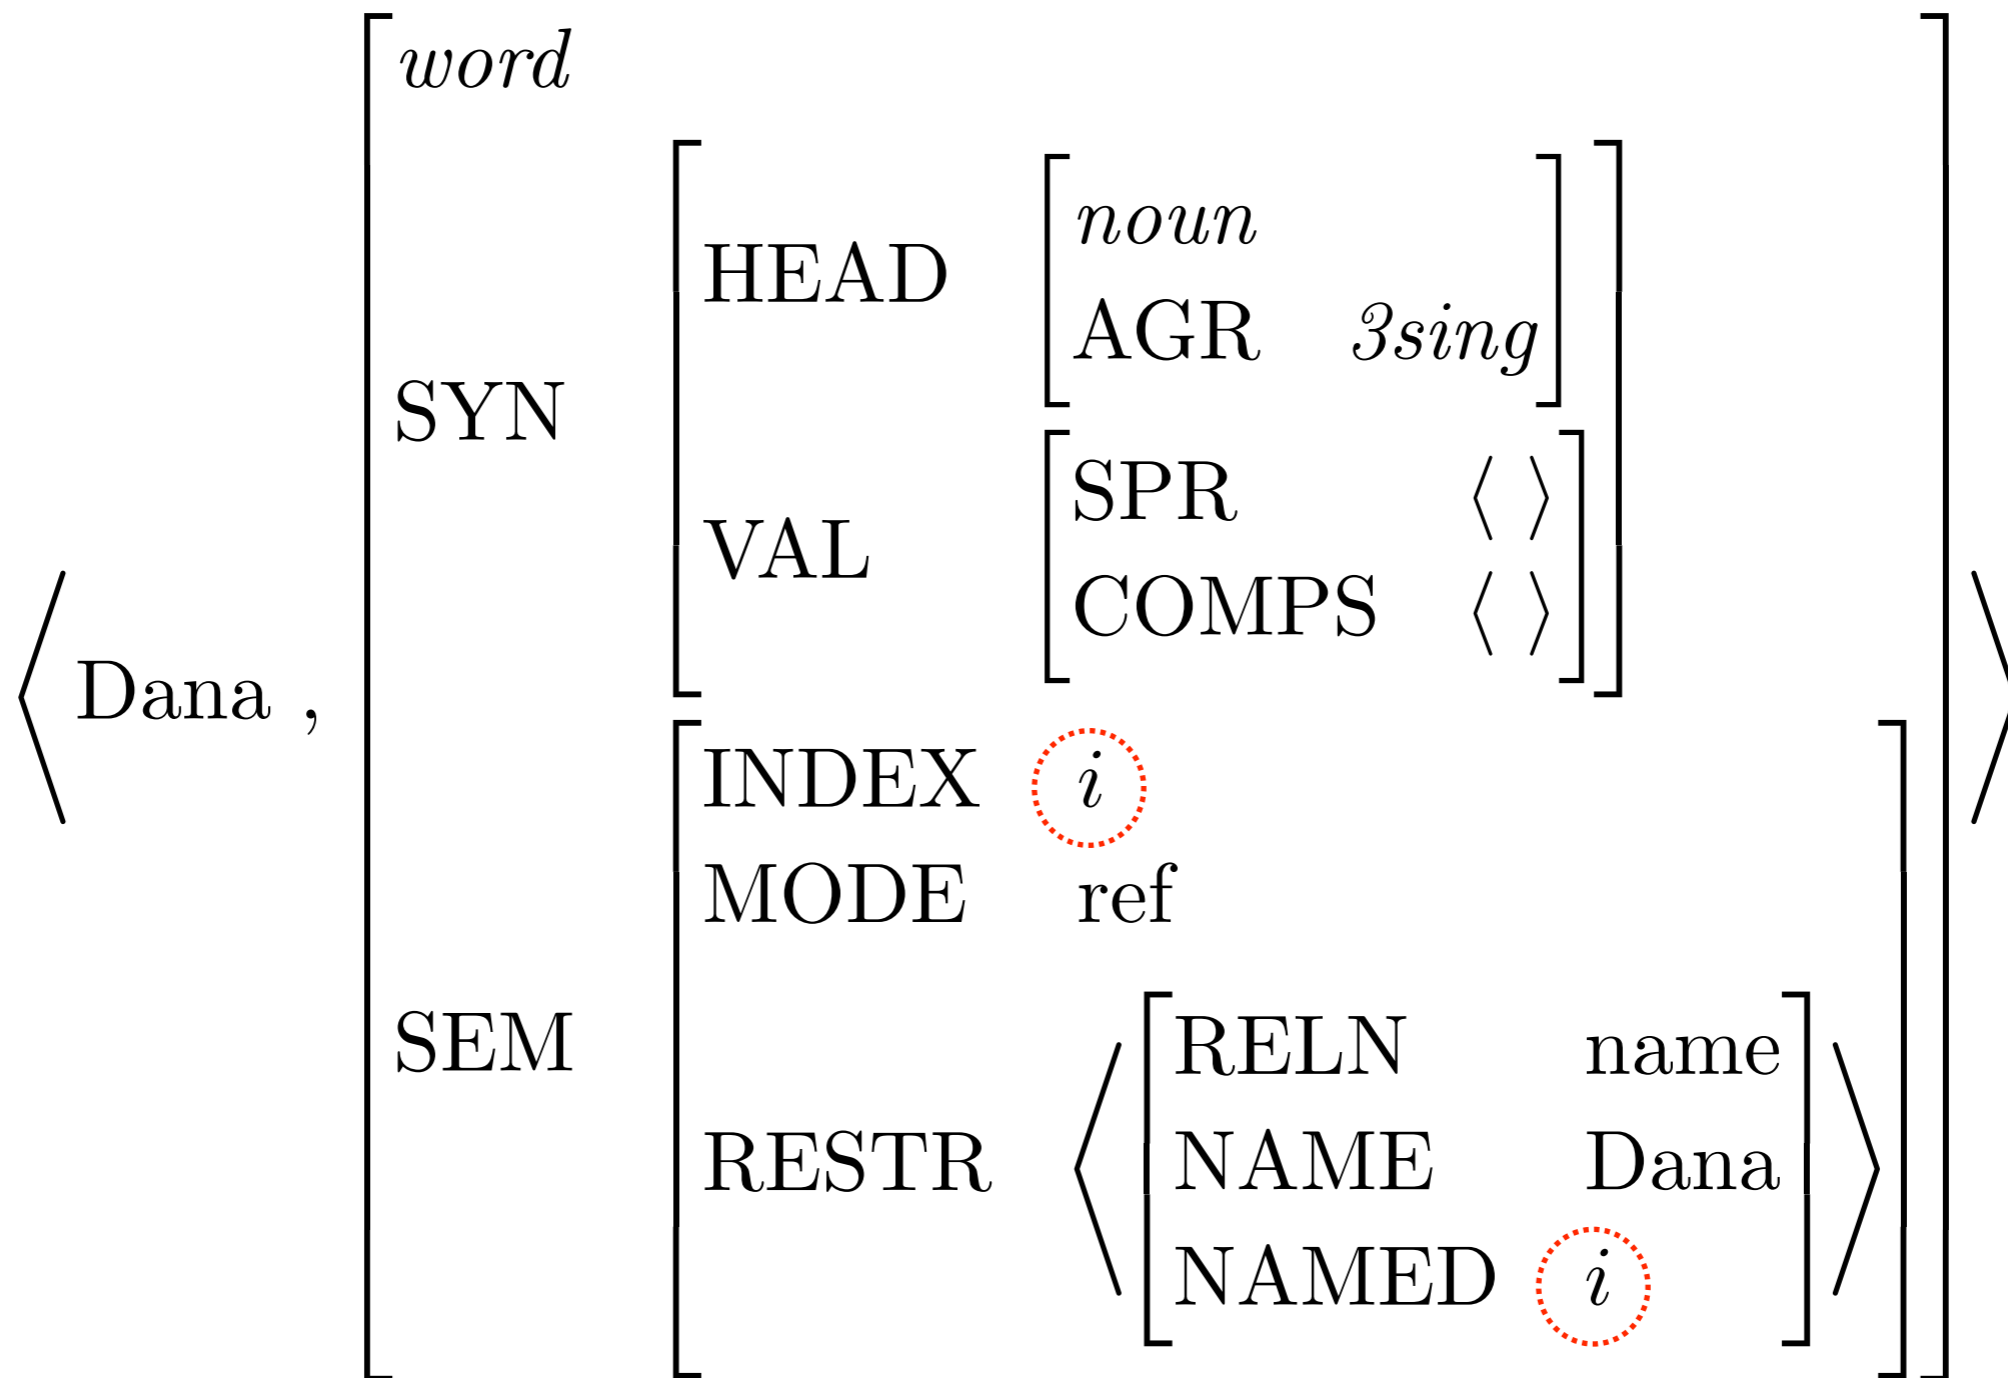 word
HEAD
noun
AGR 3sing
SYN
VAL
SPR ⟨ ⟩
COMPS ⟨ ⟩
⟨ Dana , ⟩
INDEX i
MODE ref
SEM
RESTR
⟨ RELN name
NAME Dana
NAMED i ⟩